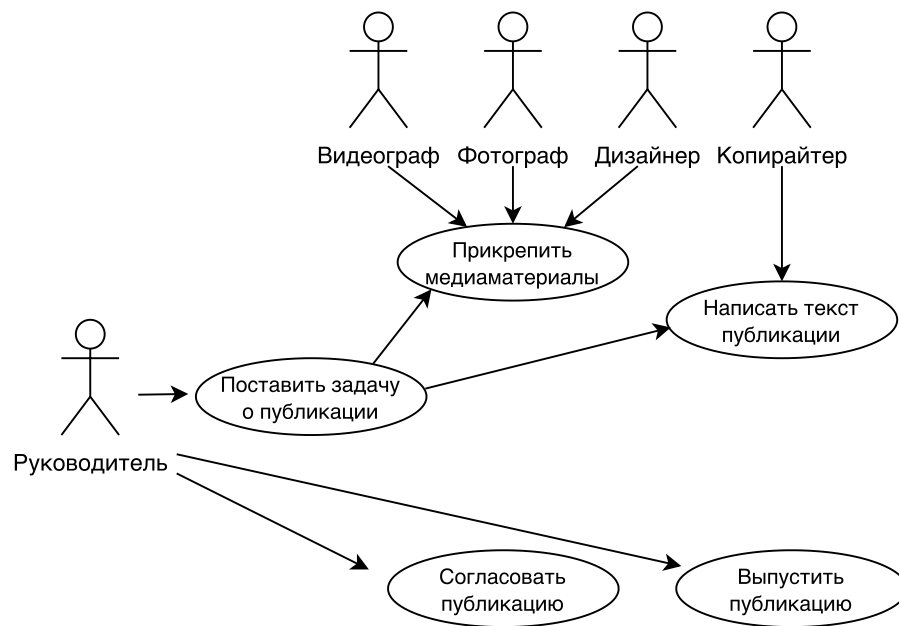 Видеограф
Фотограф
Дизайнер
Копирайтер
Прикрепить
медиаматериалы
Написать текст
публикации
Поставить задачу
о публикации
Руководитель
Согласовать
публикацию
Выпустить
публикацию